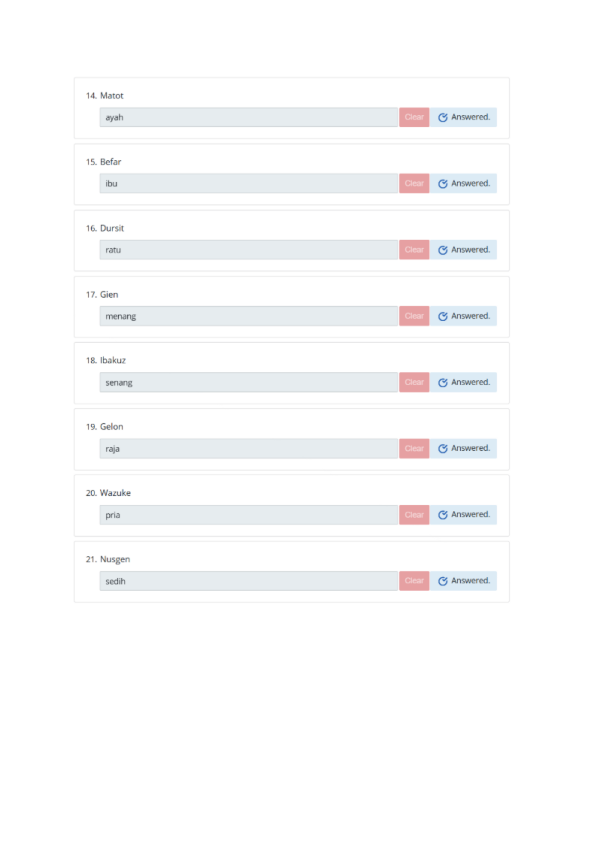 14. Matot
ayah Clear Answered.
15. Befar
ibu Clear Answered.
16. Dursit
ratu Clear Answered.
17. Gien
menang Clear Answered.
18. Ibakuz
senang Clear Answered.
19. Gelon
raja Clear Answered.
20. Wazuke
pria Clear Answered.
21. Nusgen
sedih Clear Answered.